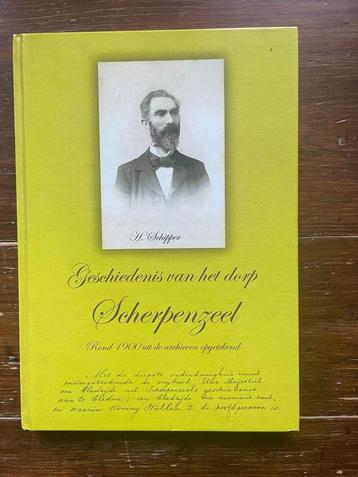 H. Schipper
Geschiedenis van het dorp
Scherpenzeel
Rond 1900 uit de archieven opgetekend
Met de diepste onderdanigheid neemt
ondergeteekende de vrijheid, Uwe Majesteit
een bladzijde uit Scherpenzeels geschiedenis
aan te bieden; een bladzijde die niemand kent,
en waarin Koning Willem I de hoofdpersoon is.